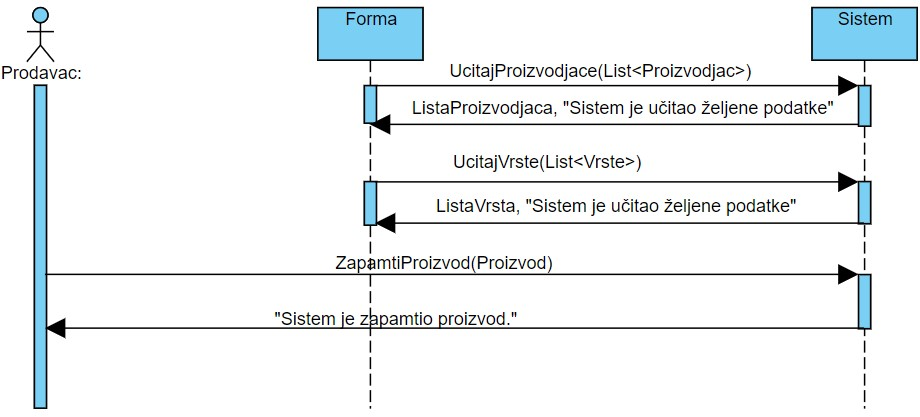 Prodavac:
Forma
Sistem
UcitajProizvodjace(List<Proizvodjac>)
ListaProizvodjaca, "Sistem je učitao željene podatke"
UcitajVrste(List<Vrste>)
ListaVrsta, "Sistem je učitao željene podatke"
ZapamtiProizvod(Proizvod)
"Sistem je zapamtio proizvod."